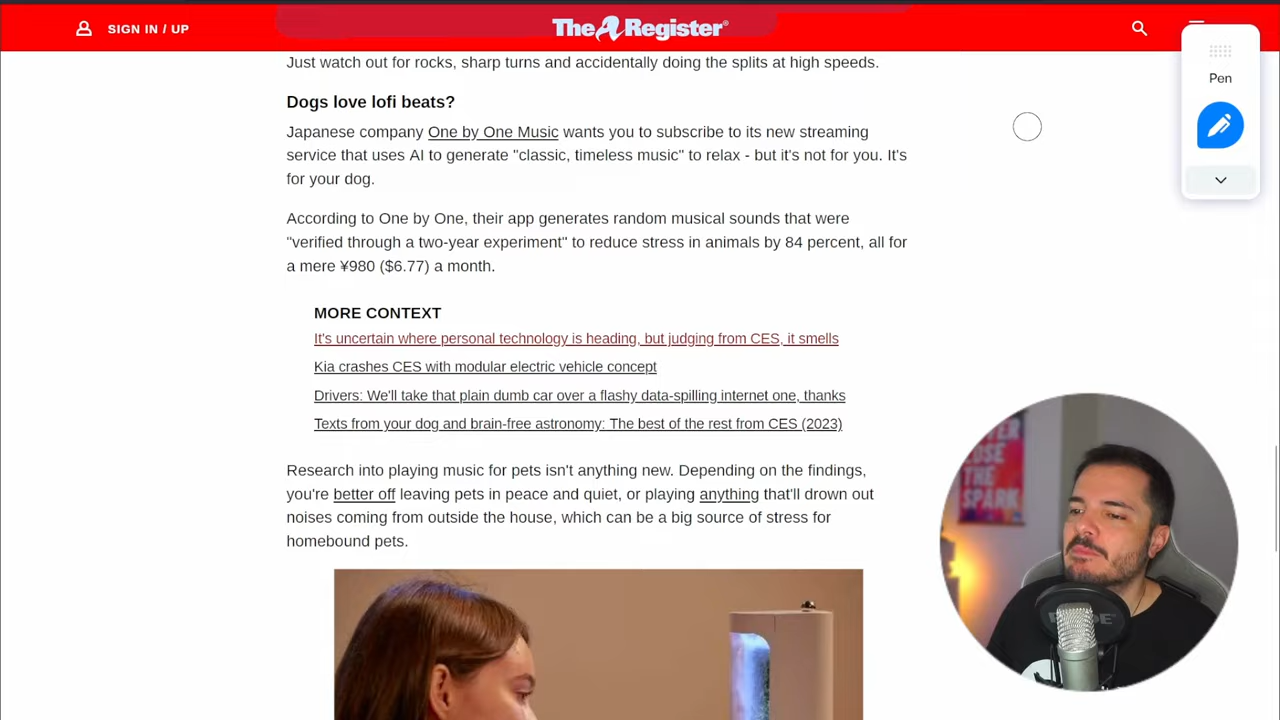 SIGN IN / UP
The Register®
Pen
Just watch out for rocks, sharp turns and accidentally doing the splits at high speeds.
Dogs love lofi beats?
Japanese company One by One Music wants you to subscribe to its new streaming
service that uses AI to generate "classic, timeless music" to relax - but it's not for you. It's
for your dog.
According to One by One, their app generates random musical sounds that were
"verified through a two-year experiment" to reduce stress in animals by 84 percent, all for
a mere ¥980 ($6.77) a month.
MORE CONTEXT
It's uncertain where personal technology is heading, but judging from CES, it smells
Kia crashes CES with modular electric vehicle concept
Drivers: We'll take that plain dumb car over a flashy data-spilling internet one, thanks
Texts from your dog and brain-free astronomy: The best of the rest from CES (2023)
Research into playing music for pets isn't anything new. Depending on the findings,
you're better off leaving pets in peace and quiet, or playing anything that'll drown out
noises coming from outside the house, which can be a big source of stress for
homebound pets.
LOSE
THE
SPARK